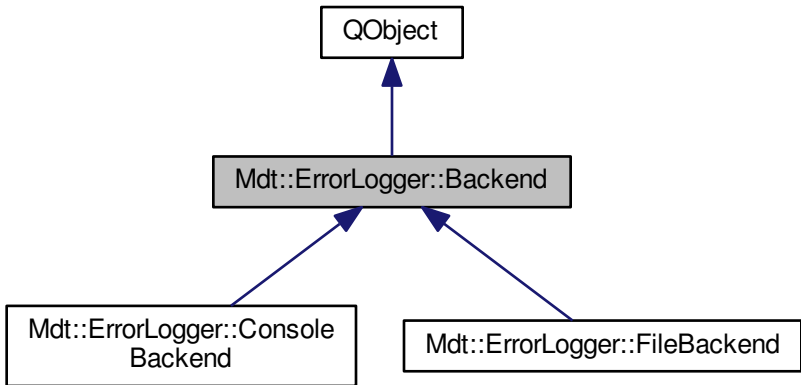 QObject
Mdt::ErrorLogger::Backend
Mdt::ErrorLogger::Console
Backend
Mdt::ErrorLogger::FileBackend